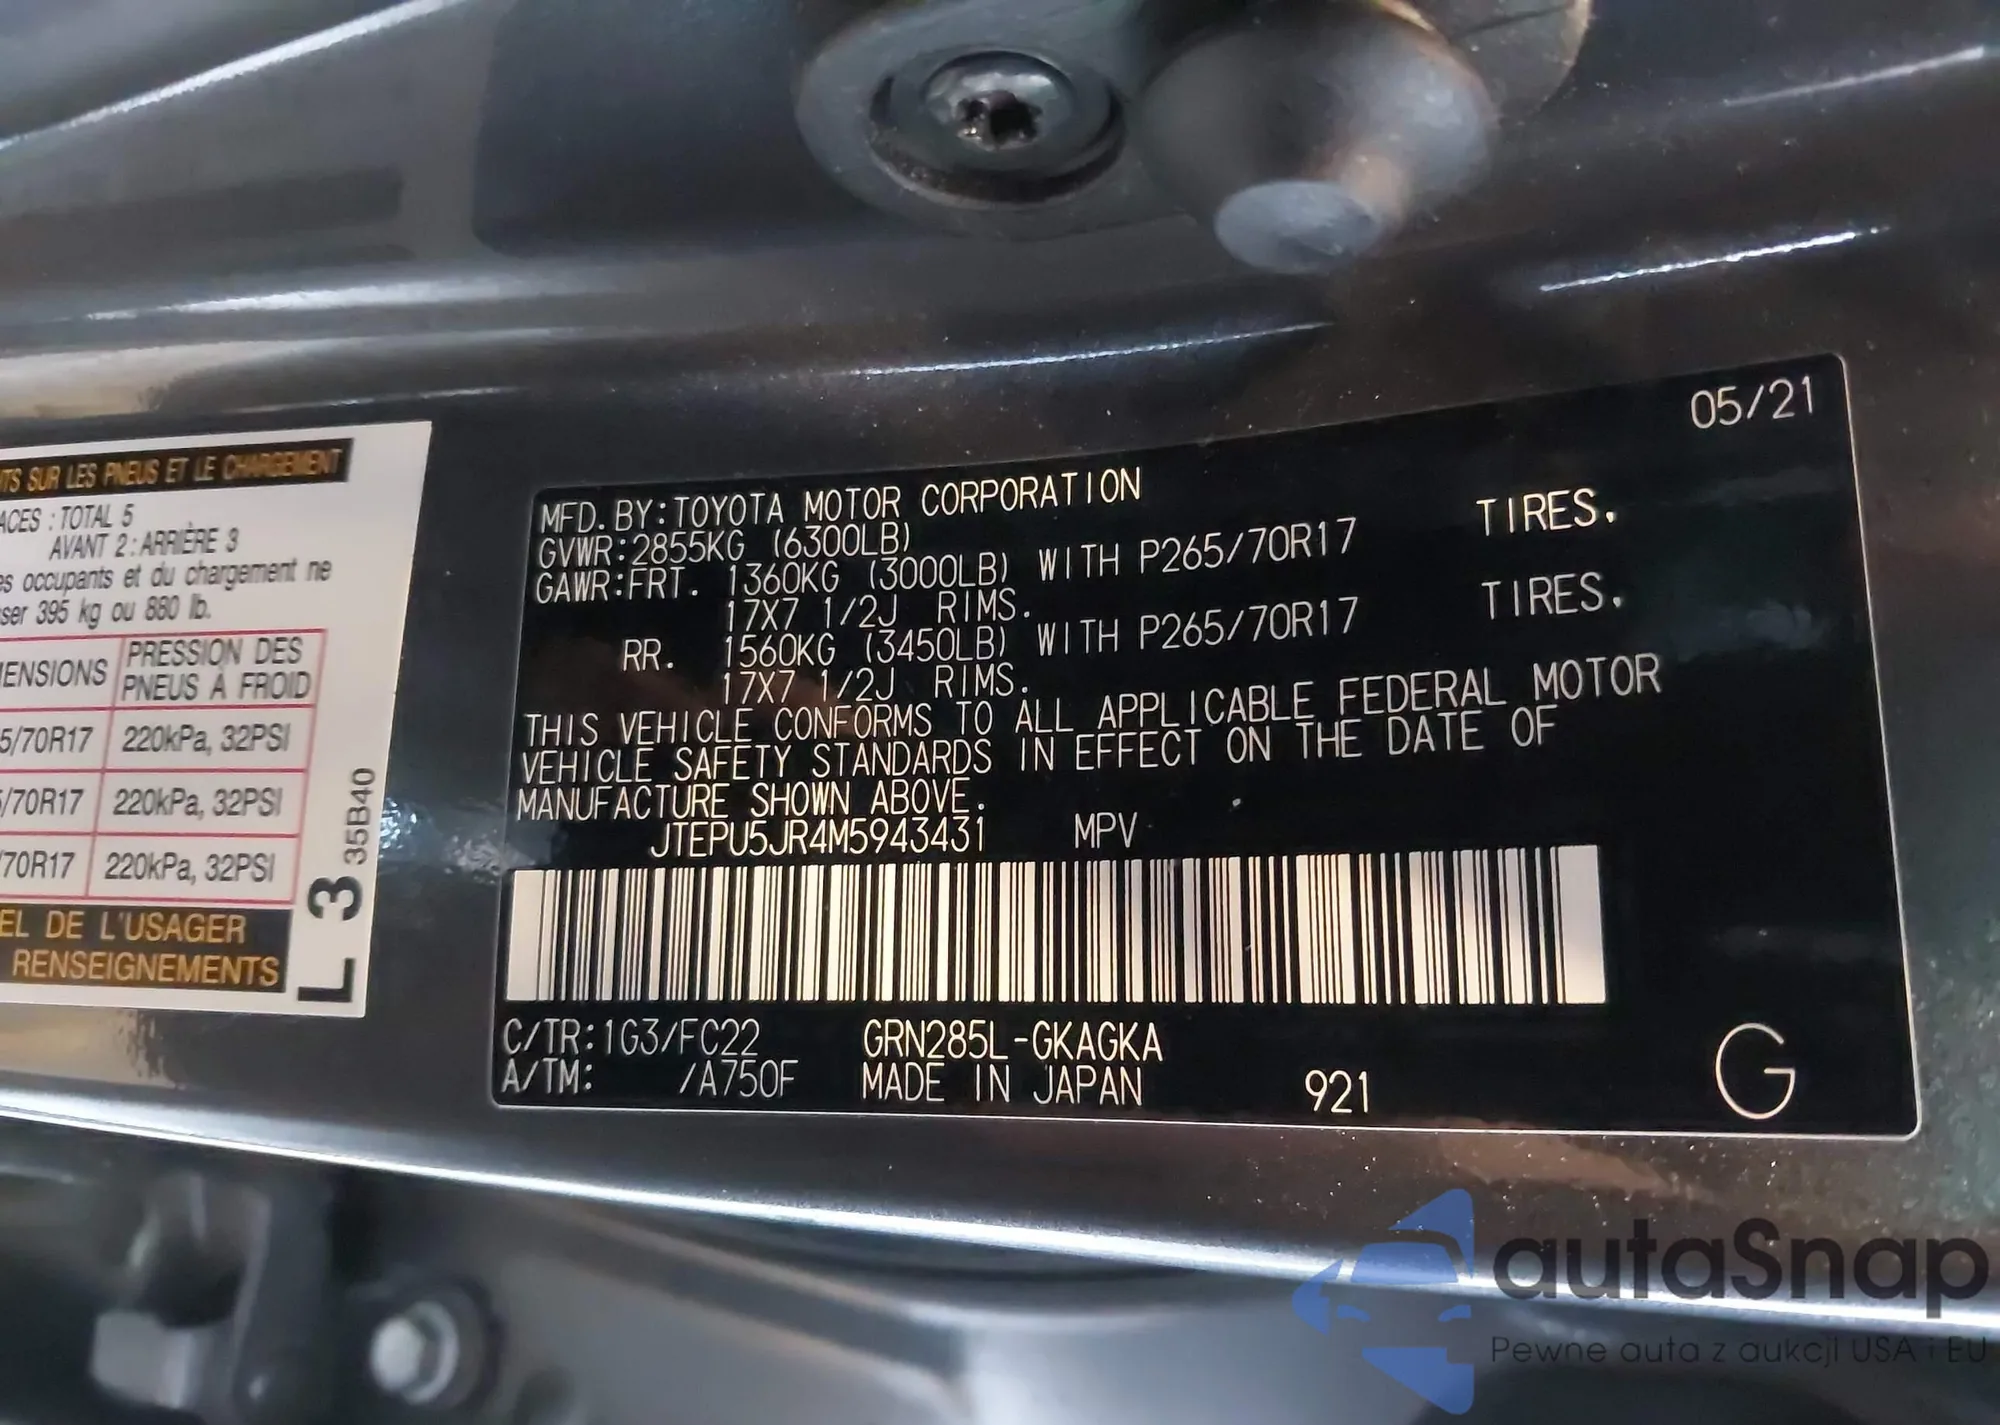 TS SUR LES PNEUS ET LE CHARGEMENT
ACES : TOTAL 5
AVANT 2 : ARRIÈRE 3
es occupants et du chargement ne
ser 395 kg ou 880 lb.
ENSIONS PRESSION DES PNEUS À FROID
5/70R17 220kPa, 32PSI
5/70R17 220kPa, 32PSI
70R17 220kPa, 32PSI
EL DE L'USAGER
RENSEIGNEMENTS
L 3 35B40
05/21
MFD. BY:TOYOTA MOTOR CORPORATION
GVWR:2855KG (6300LB)
GAWR:FRT. 1360KG (3000LB) WITH P265/70R17 TIRES.
17X7 1/2J RIMS.
RR. 1560KG (3450LB) WITH P265/70R17 TIRES.
17X7 1/2J RIMS.
THIS VEHICLE CONFORMS TO ALL APPLICABLE FEDERAL MOTOR
VEHICLE SAFETY STANDARDS IN EFFECT ON THE DATE OF
MANUFACTURE SHOWN ABOVE.
JTEPU5JR4M5943431 MPV
C/TR:1G3/FC22 GRN285L-GKAGKA
A/TM: /A750F MADE IN JAPAN 921 G
autaSnap
Pewne auta z aukcji USA i EU